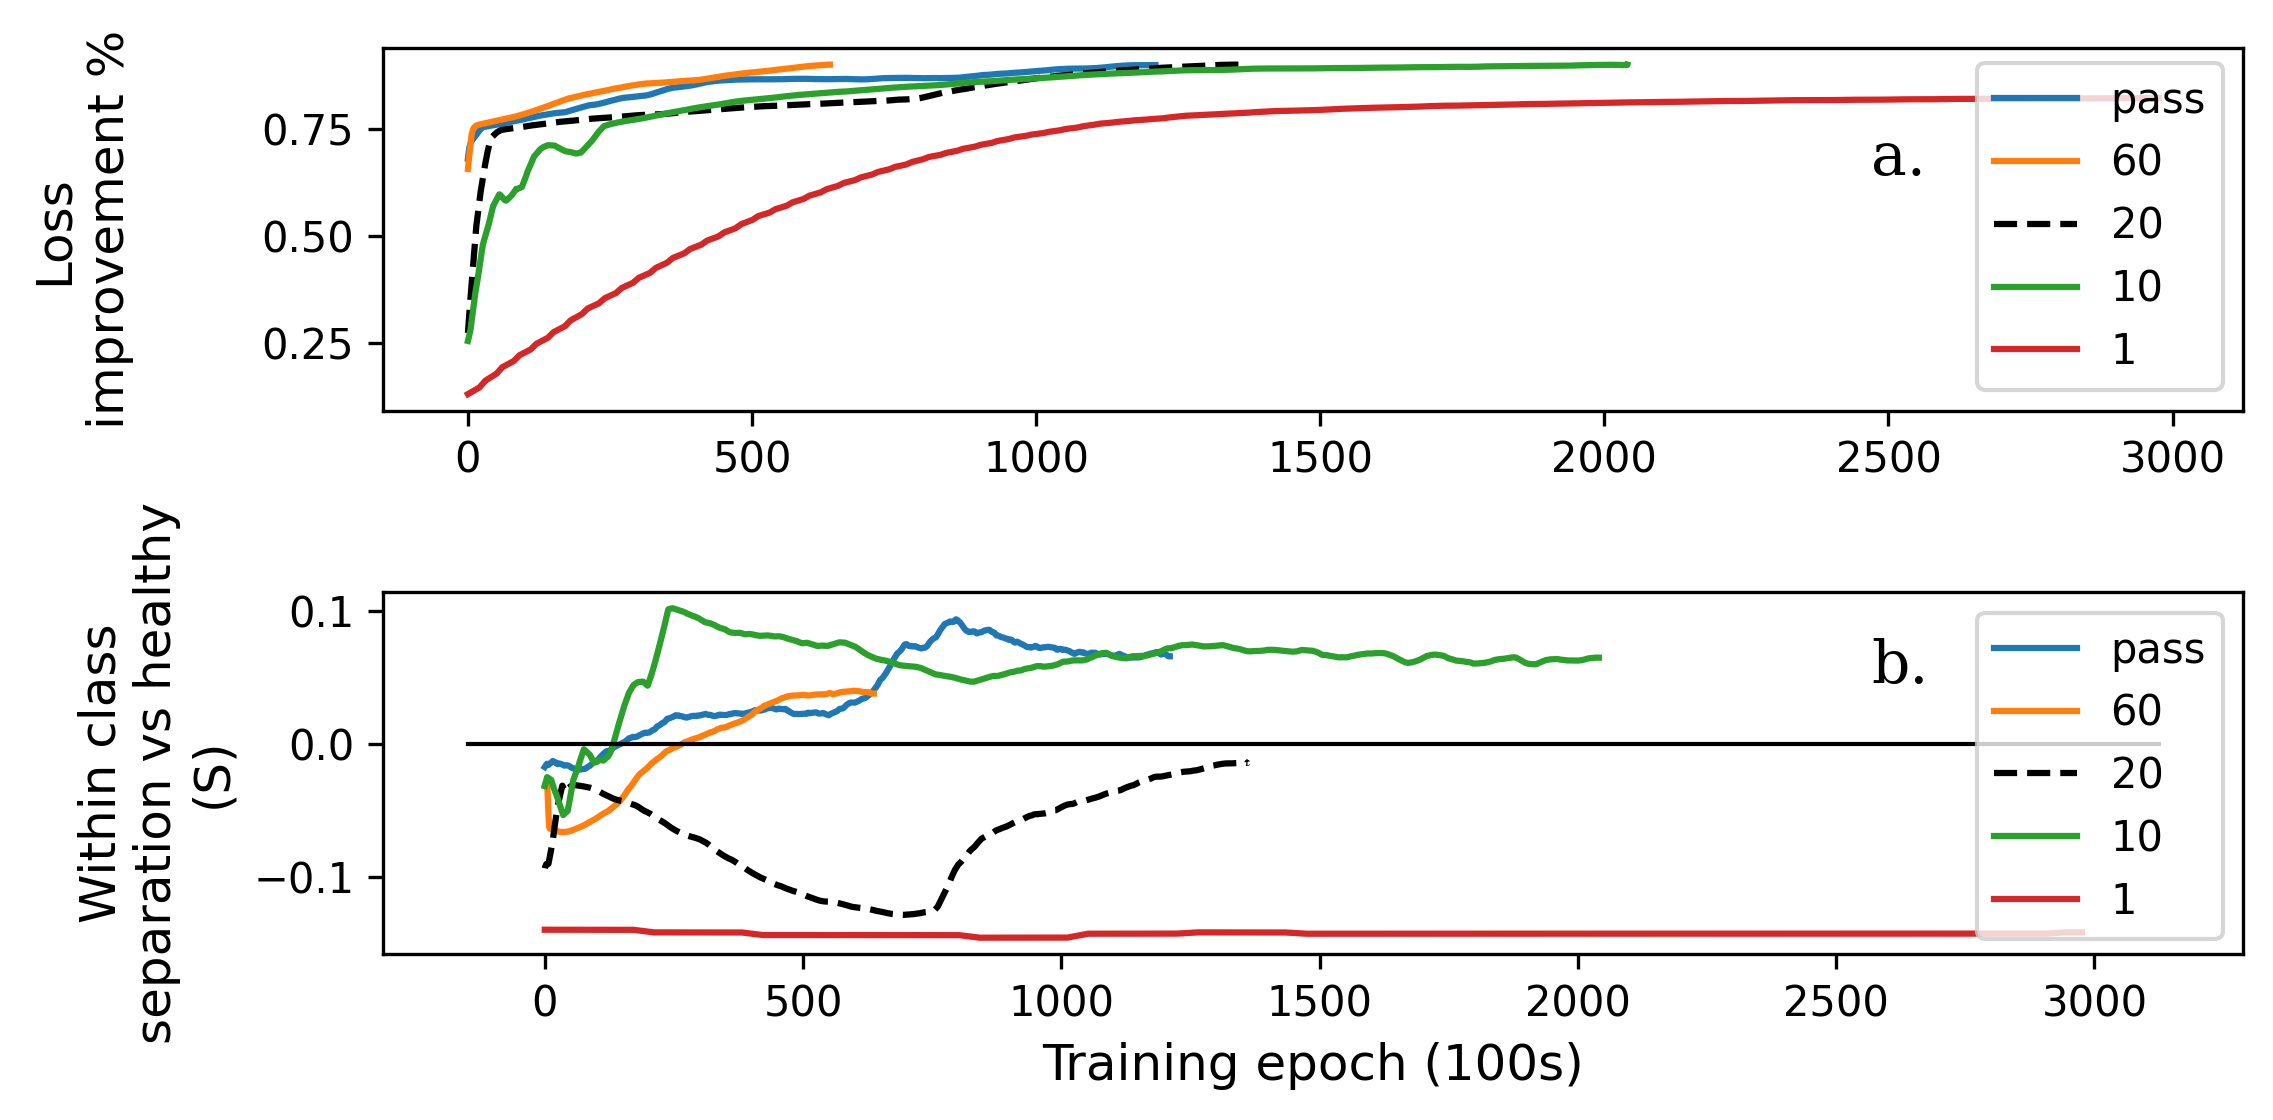 Loss
improvement %
0.75
0.50
0.25
0
500
1000
1500
2000
2500
3000
a.
pass
60
20
10
1
Within class
separation vs healthy
(S)
0.1
0.0
−0.1
0
500
1000
1500
2000
2500
3000
b.
pass
60
20
10
1
Training epoch (100s)